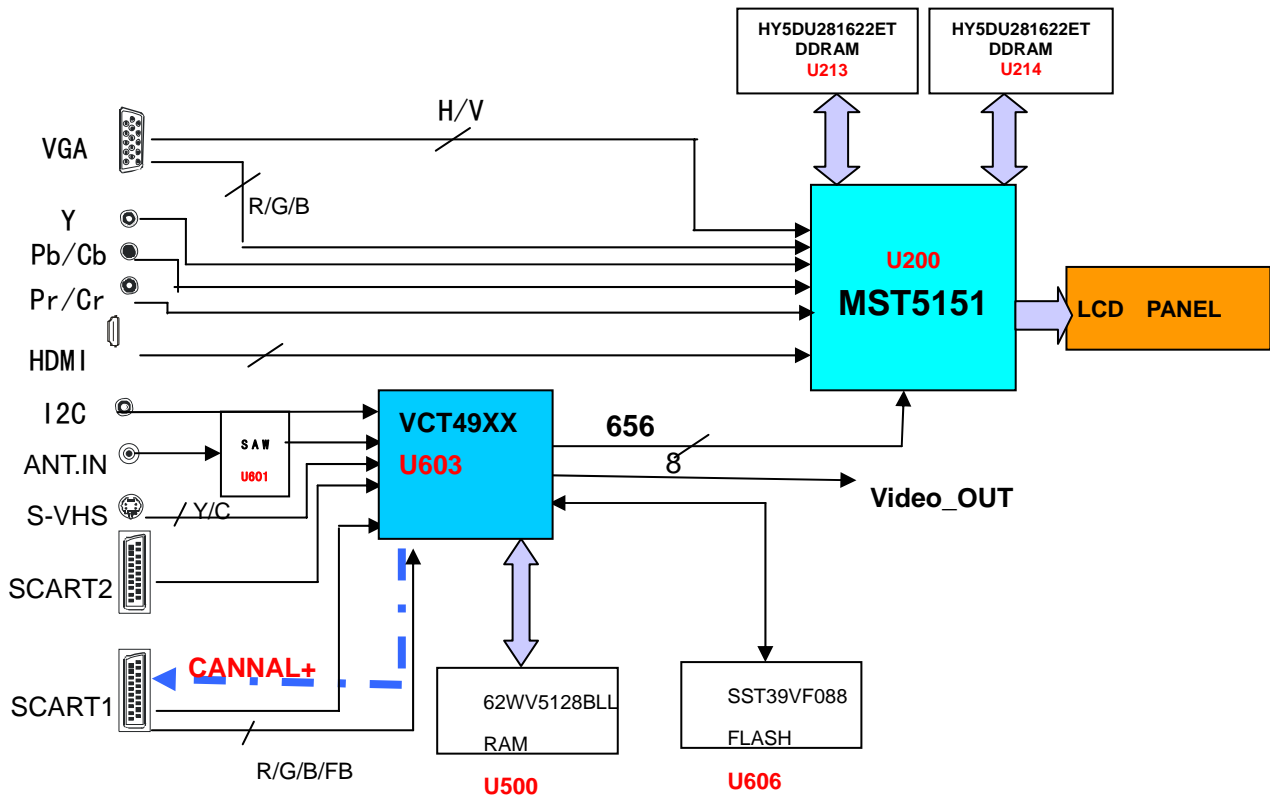 HY5DU281622ET
DDRAM
U213
HY5DU281622ET
DDRAM
U214
VGA
H/V
R/G/B
Y
Pb/Cb
Pr/Cr
HDMI
U200
MST5151
LCD PANEL
I2C
ANT.IN
SAW
U601
S-VHS
Y/C
SCART2
SCART1
VCT49XX
U603
656
8
Video_OUT
CANNAL+
R/G/B/FB
62WV5128BLL
RAM
U500
SST39VF088
FLASH
U606